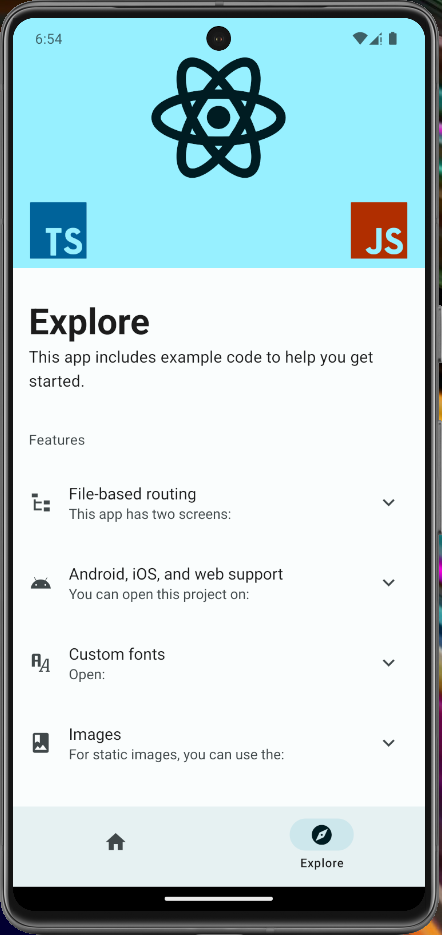 6:54
TS
JS
Explore
This app includes example code to help you get
started.
Features
File-based routing
This app has two screens:
Android, iOS, and web support
You can open this project on:
Custom fonts
Open:
Images
For static images, you can use the:
Explore